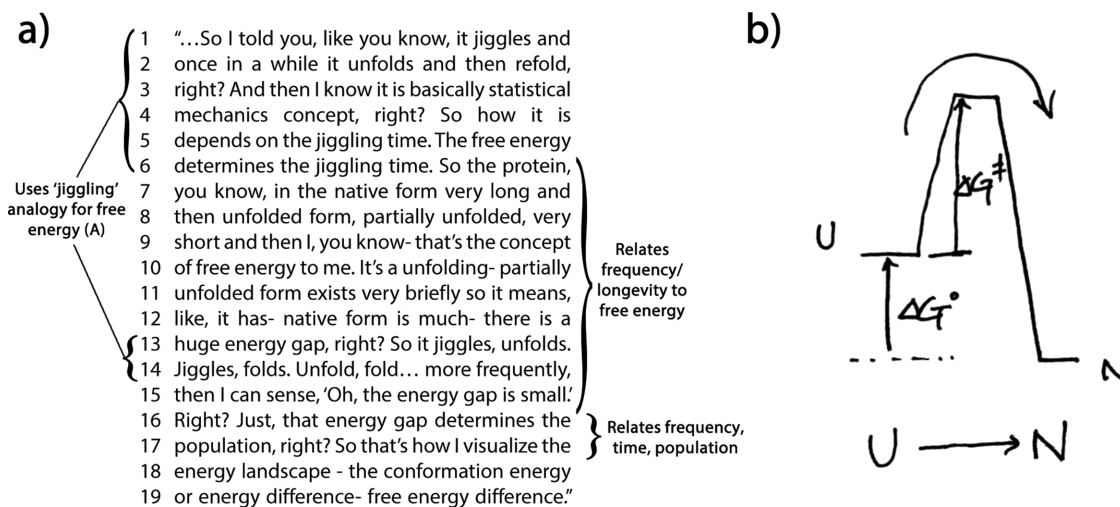 a)
1 “…So I told you, like you know, it jiggles and
2 once in a while it unfolds and then refold,
3 right? And then I know it is basically statistical
4 mechanics concept, right? So how it is
5 depends on the jiggling time. The free energy
6 determines the jiggling time. So the protein,
7 you know, in the native form very long and
8 then unfolded form, partially unfolded, very
9 short and then I, you know- that’s the concept
10 of free energy to me. It’s a unfolding- partially
11 unfolded form exists very briefly so it means,
12 like, it has- native form is much- there is a
13 huge energy gap, right? So it jiggles, unfolds.
14 Jiggles, folds. Unfold, fold… more frequently,
15 then I can sense, ‘Oh, the energy gap is small.’
16 Right? Just, that energy gap determines the
17 population, right? So that’s how I visualize the
18 energy landscape - the conformation energy
19 or energy difference- free energy difference.”
Uses ‘jiggling’
analogy for free
energy (A)
Relates
frequency/
longevity to
free energy
Relates frequency,
time, population
b)
ΔG‡
U
ΔG°
N
U → N